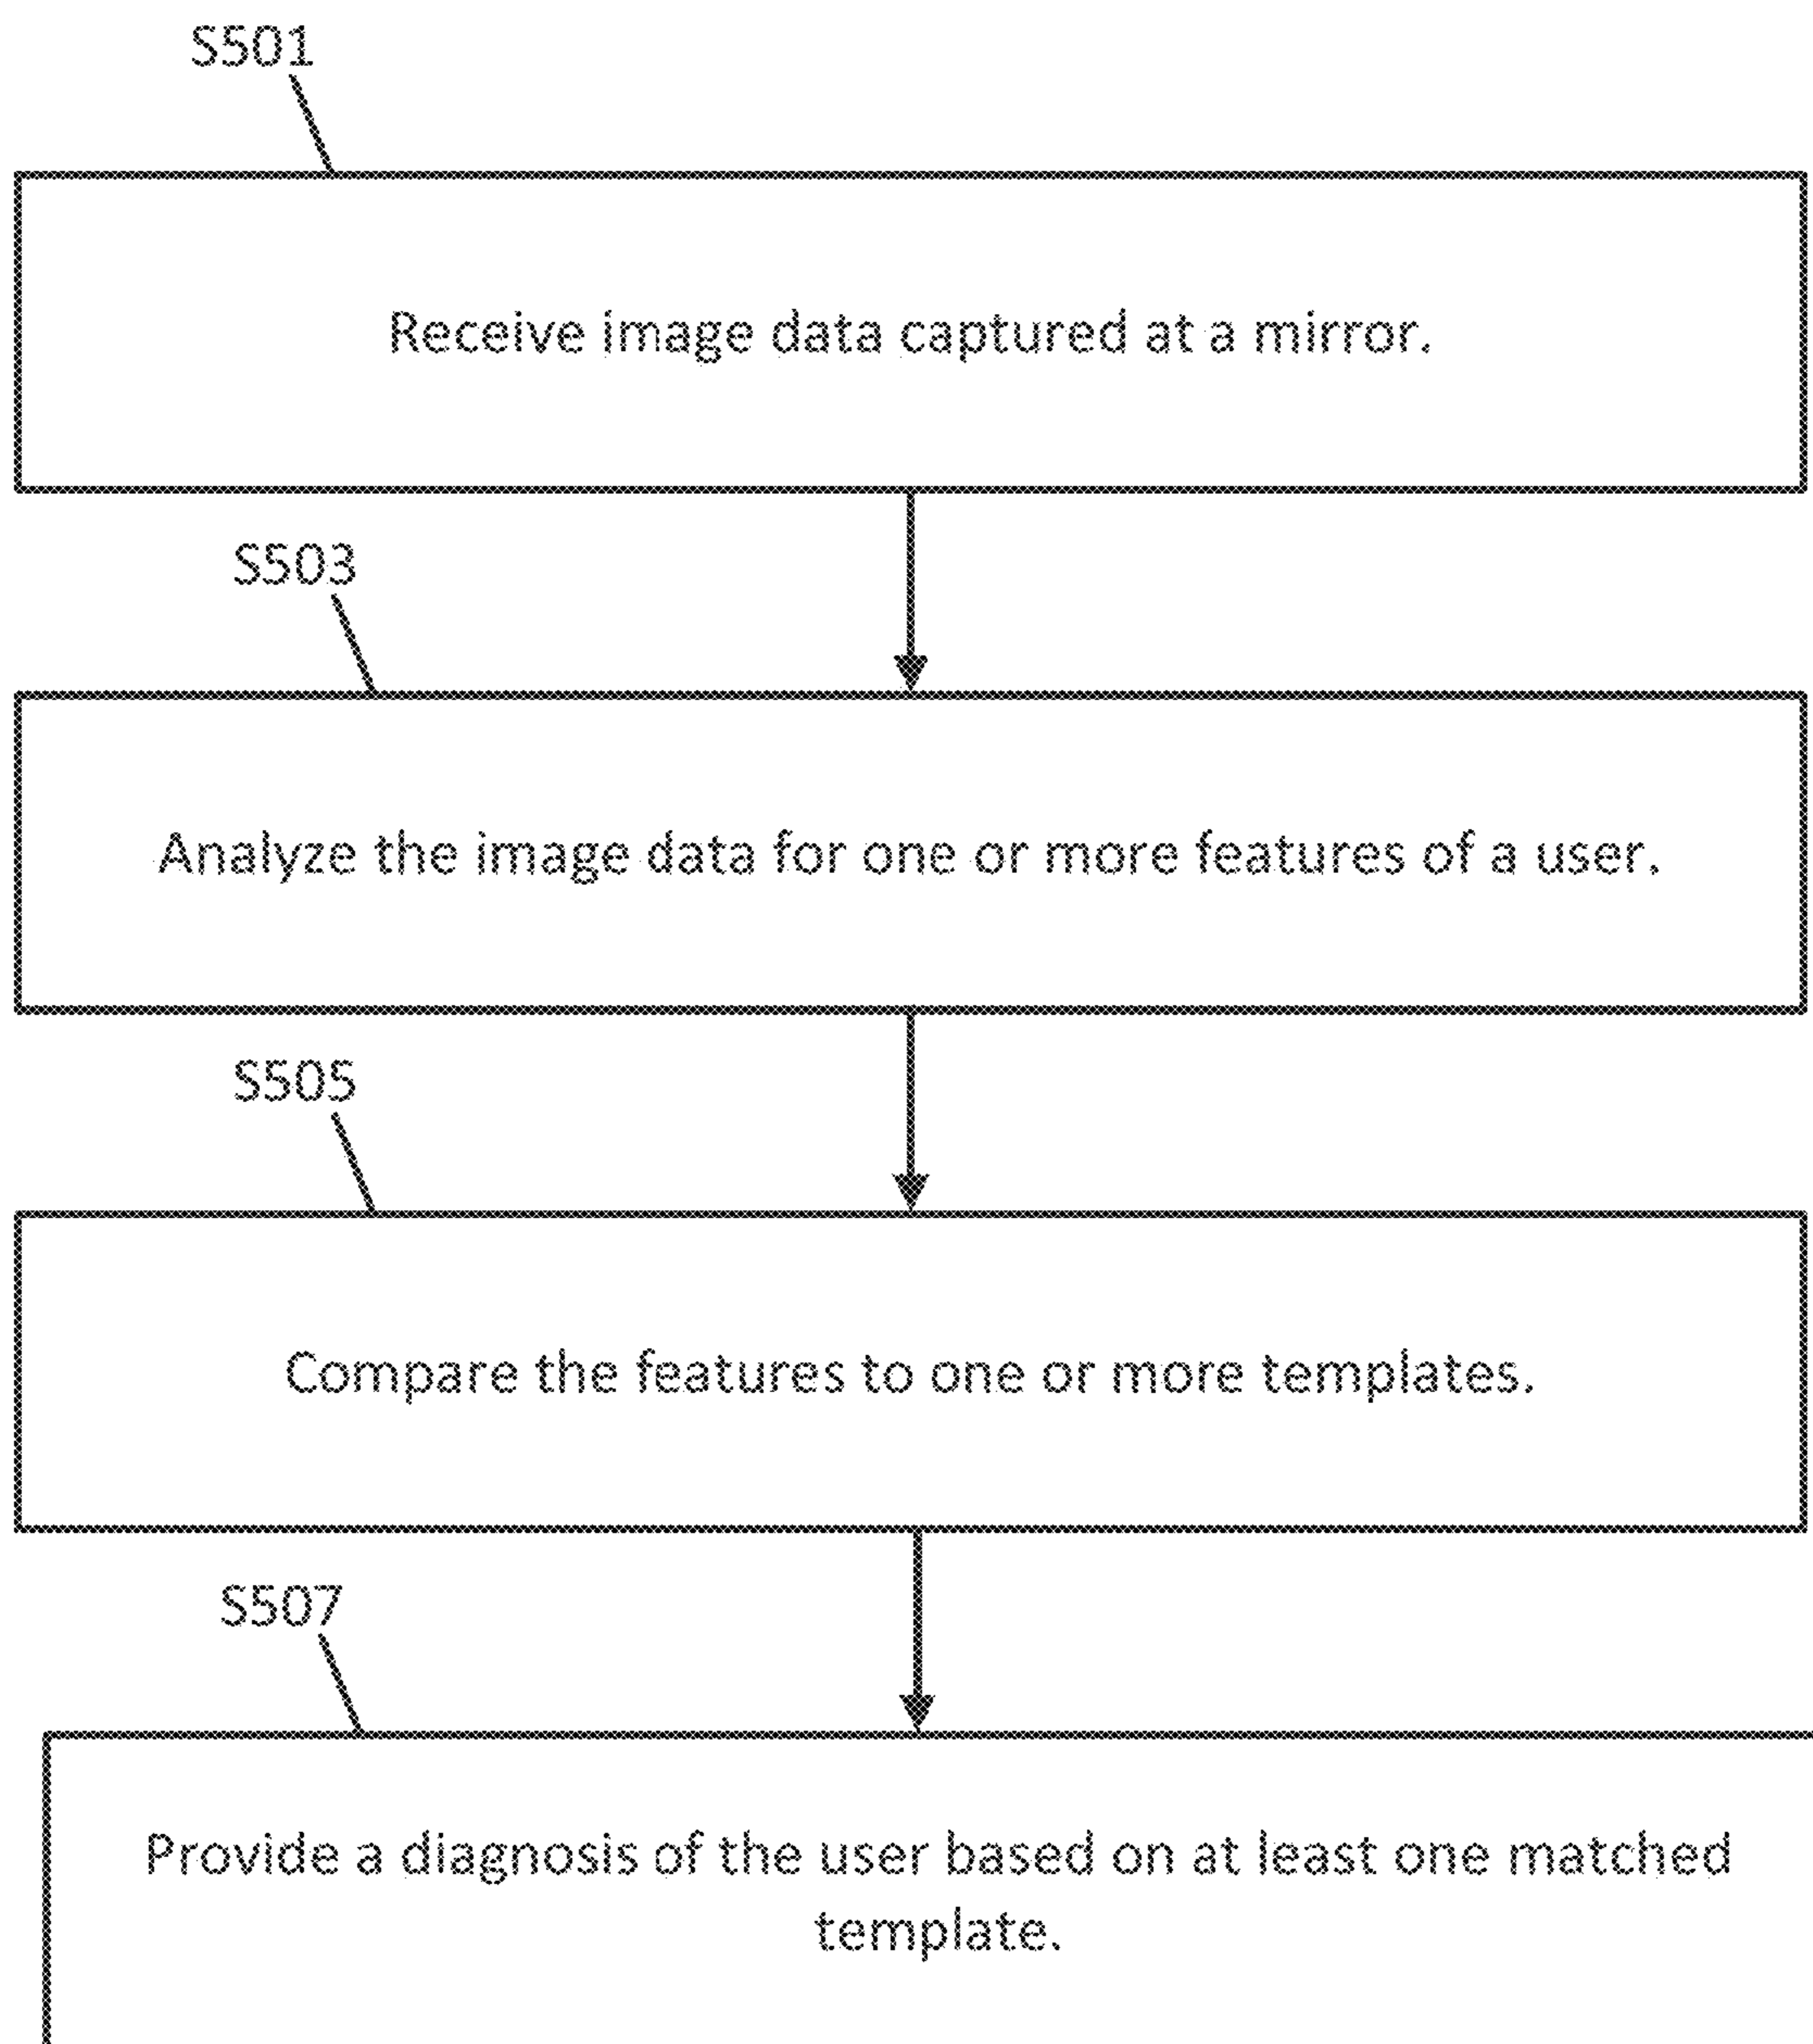 S501
Receive image data captured at a mirror.
S503
Analyze the image data for one or more features of a user.
S505
Compare the features to one or more templates.
S507
Provide a diagnosis of the user based on at least one matched
template.